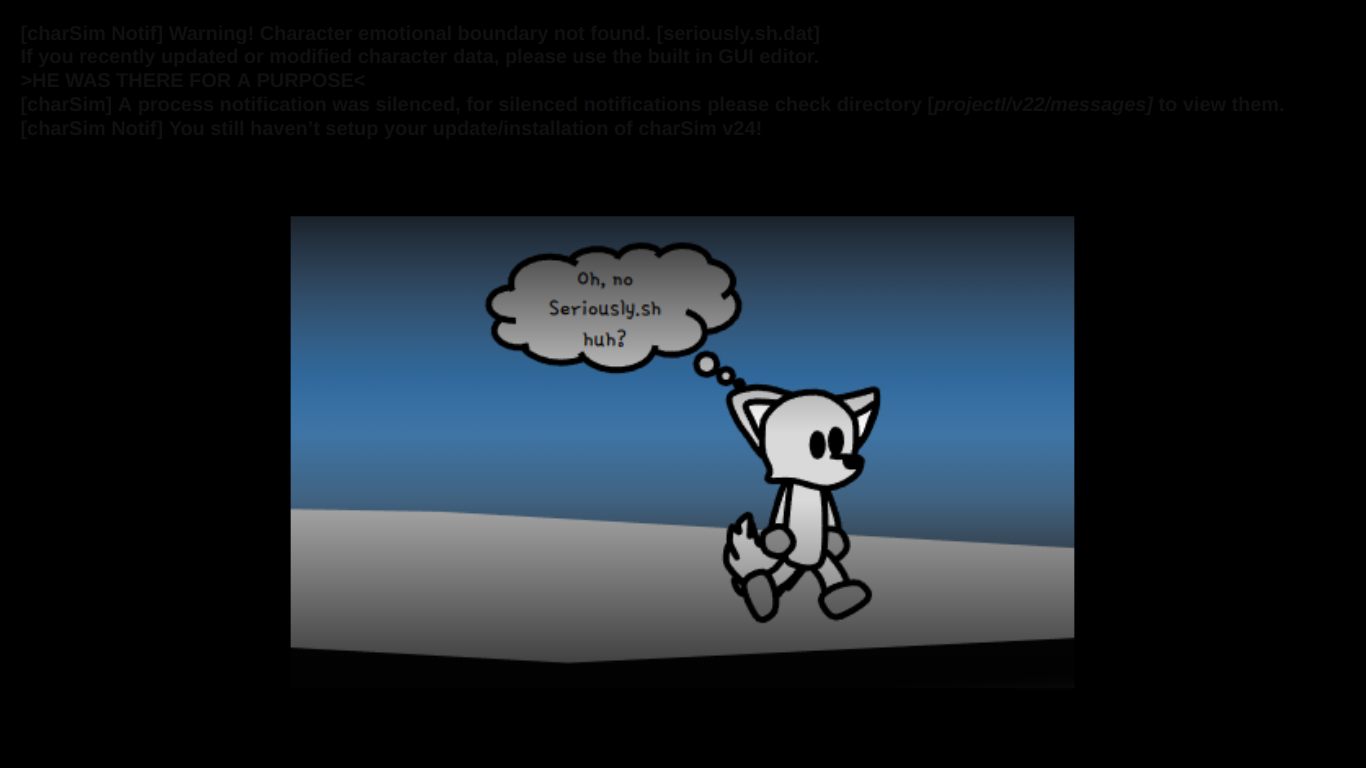 [charSim Notif] Warning! Character emotional boundary not found. [seriously.sh.dat]
If you recently updated or modified character data, please use the built in GUI editor.
>HE WAS THERE FOR A PURPOSE<
[charSim] A process notification was silenced, for silenced notifications please check directory [project//v22/messages] to view them.
[charSim Notif] You still haven't setup your update/installation of charSim v24!
Oh, no
Seriously.sh
huh?